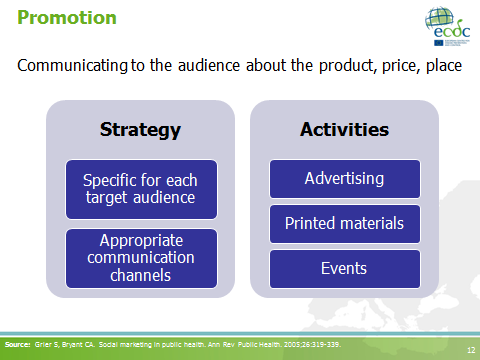 Promotion
ecdc
Communicating to the audience about the product, price, place
Strategy
Specific for each
target audience
Appropriate
communication
channels
Activities
Advertising
Printed materials
Events
Source: Grier S, Bryant CA. Social marketing in public health. Ann Rev Public Health. 2005;26:319-339.
12